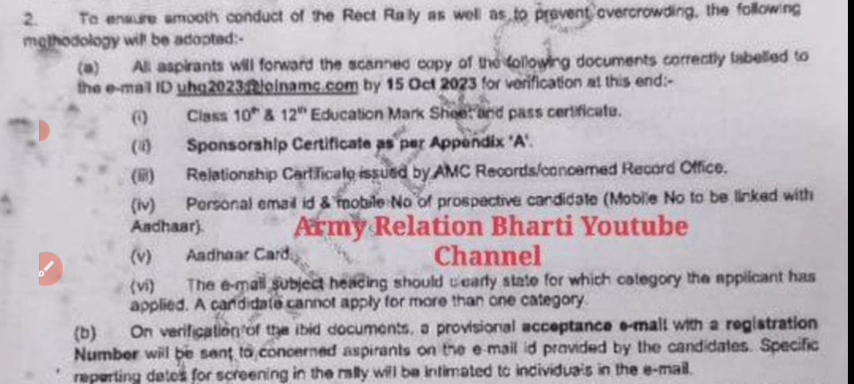 2. To ensure smooth conduct of the Rect Rally as well as to prevent overcrowding, the following
methodology will be adopted:-
(a) All aspirants will forward the scanned copy of the following documents correctly labelled to
the e-mail ID uhq2023@joinamc.com by 15 Oct 2023 for verification at this end:-
(i) Class 10th & 12th Education Mark Sheet and pass certificate.
(ii) Sponsorship Certificate as per Appendix 'A'.
(iii) Relationship Certificate issued by AMC Records/concerned Record Office.
(iv) Personal email id & mobile No of prospective candidate (Mobile No to be linked with
Aadhaar).
Army Relation Bharti Youtube
Channel
(v) Aadhaar Card.
(vi) The e-mail subject heading should clearly state for which category the applicant has
applied. A candidate cannot apply for more than one category.
(b) On verification of the ibid documents, a provisional acceptance e-mail with a registration
Number will be sent to concerned aspirants on the e-mail id provided by the candidates. Specific
reporting dates for screening in the rally will be intimated to individuals in the e-mail.